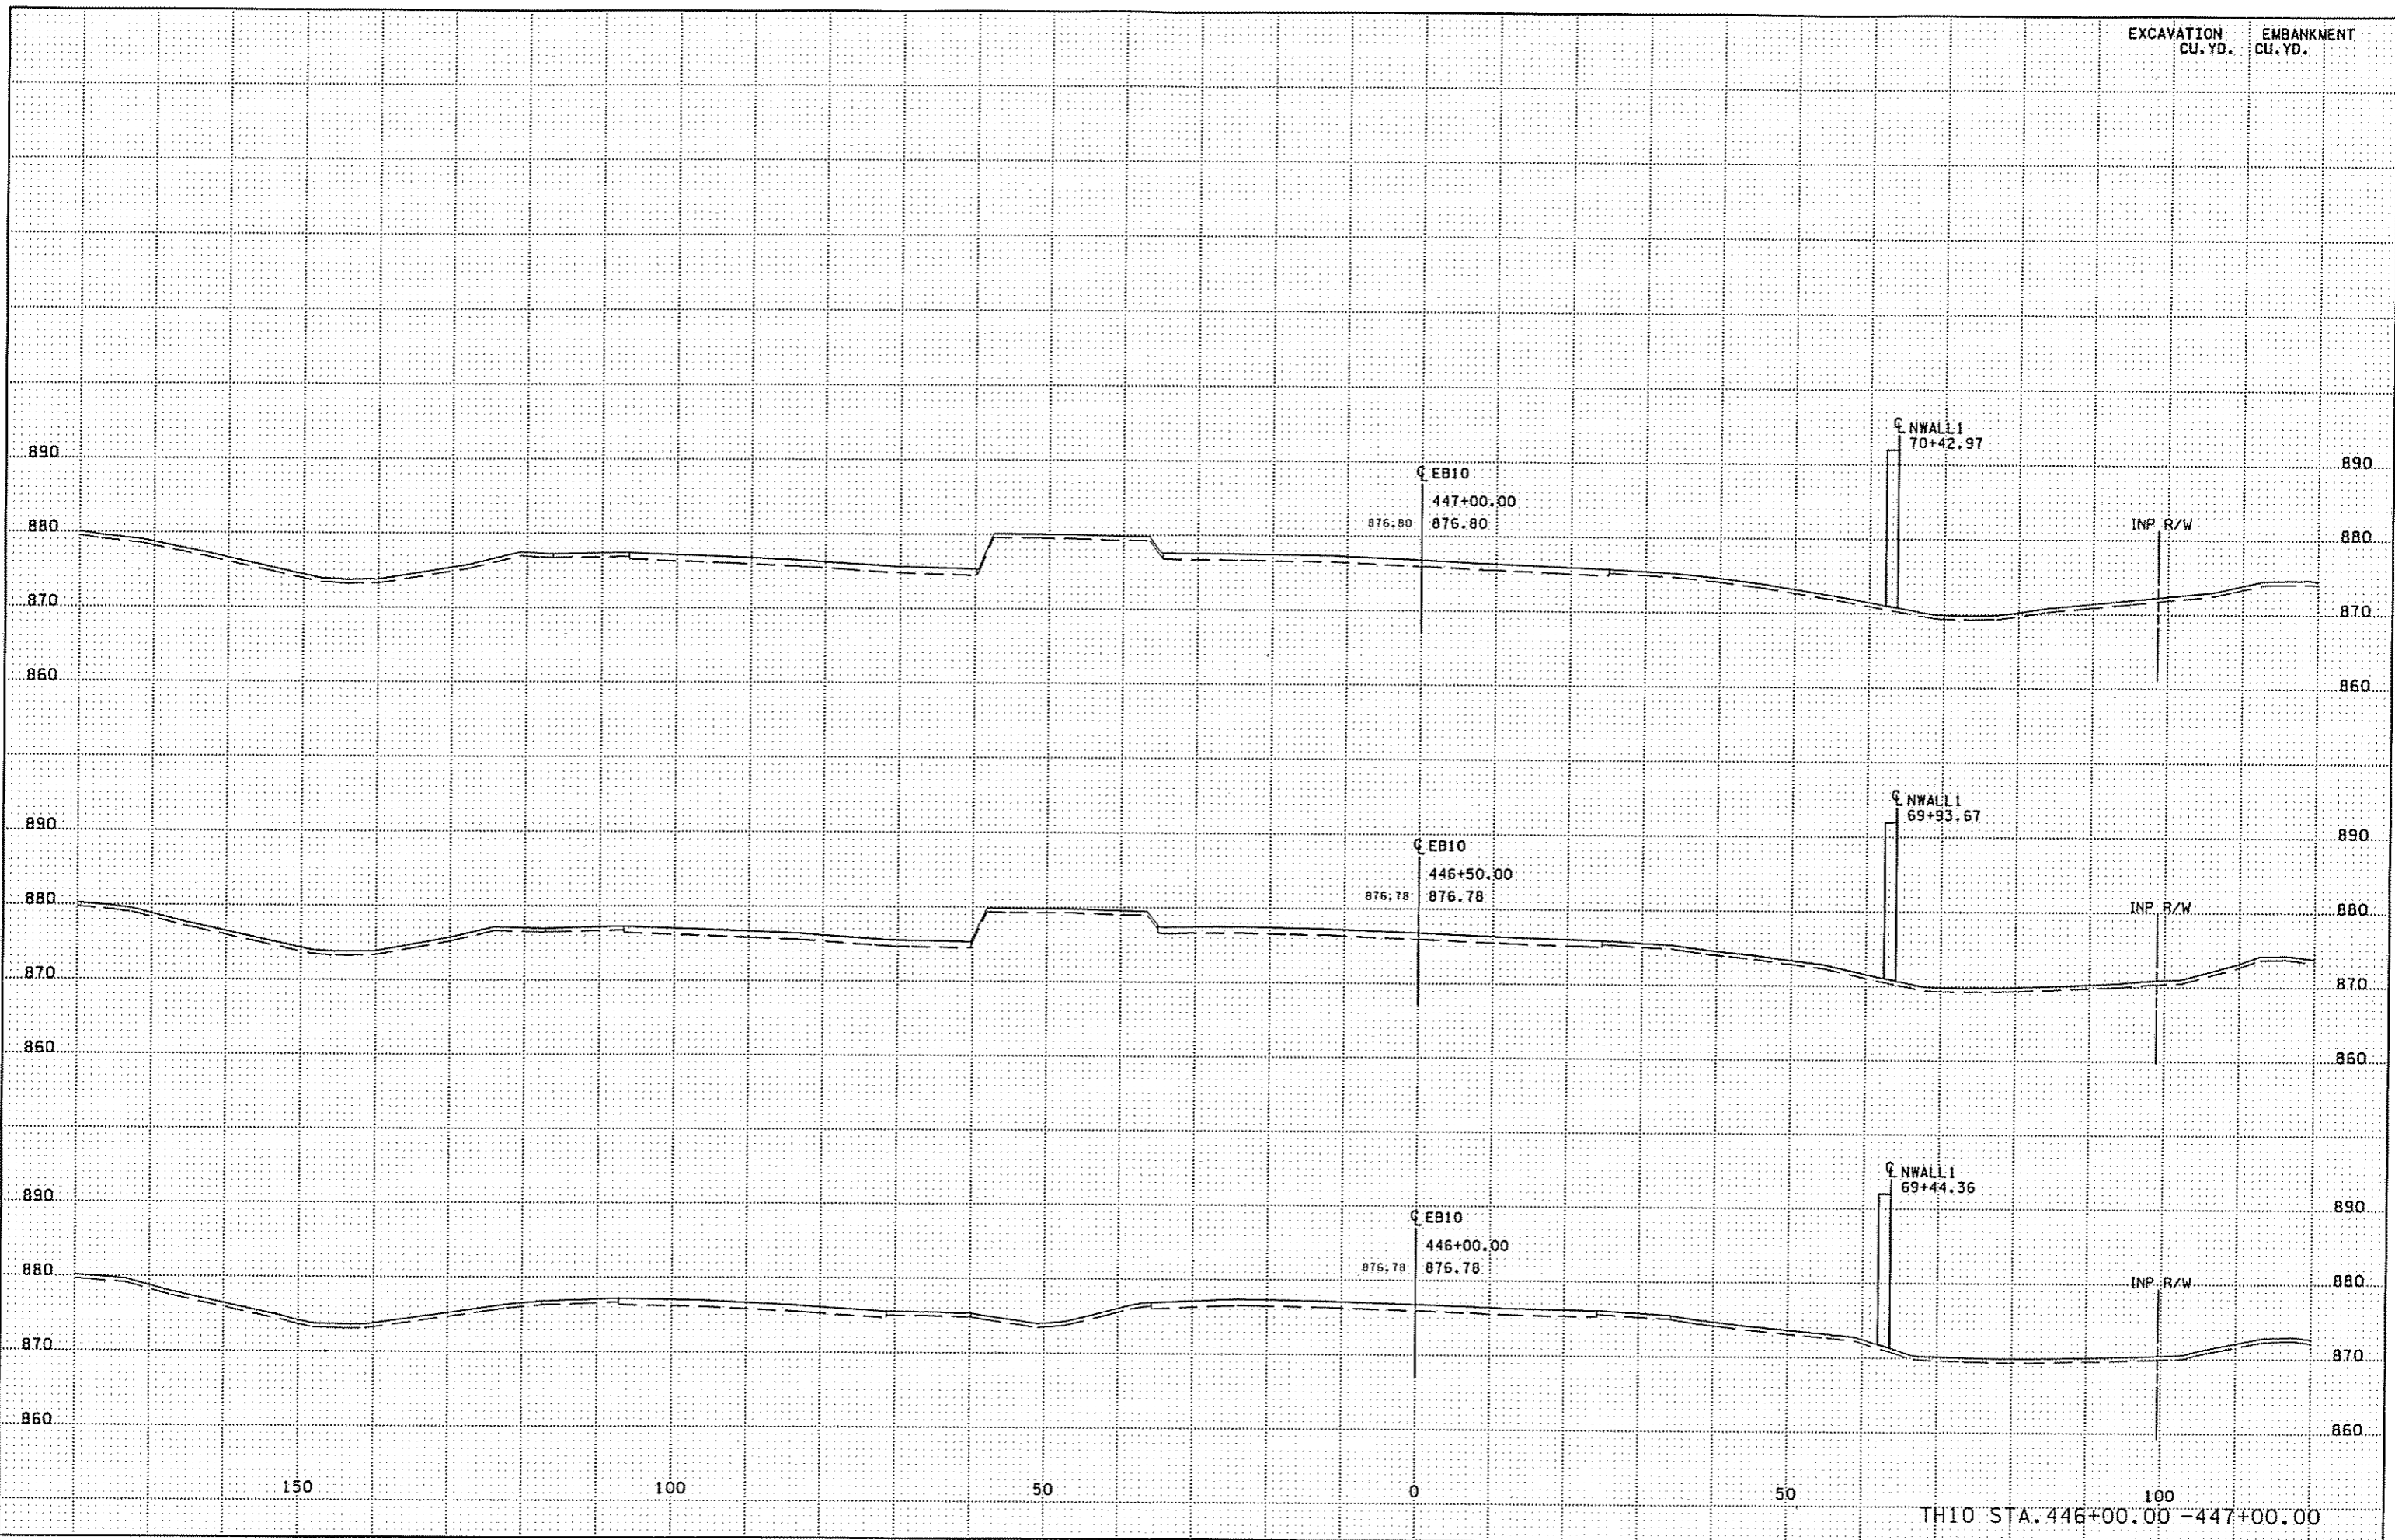 EXCAVATION EMBANKMENT
CU.YD. CU.YD.
℄ NWALL1
70+42.97
890 890
℄ EB10
447+00.00
876.80 876.80
880 INP R/W 880
870 870
860 860
℄ NWALL1
69+93.67
890 890
℄ EB10
446+50.00
876.78 876.78
880 INP R/W 880
870 870
860 860
℄ NWALL1
69+44.36
890 890
℄ EB10
446+00.00
876.78 876.78
880 INP R/W 880
870 870
860 860
150 100 50 0 50 100
TH10 STA.446+00.00 -447+00.00